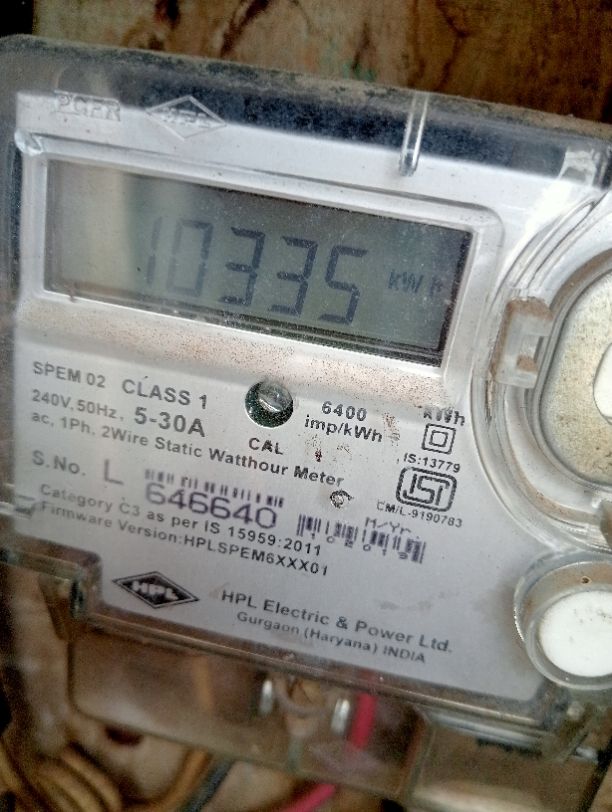 10335 kWh
SPEM 02 CLASS 1
240V, 50Hz, 5-30A
ac, 1Ph. 2Wire Static Watthour Meter
CAL
6400
imp/kWh
kWh
IS:13779
ISI
CM/L-9190783
S.No. L 646640
M/Yr.
Category C3 as per IS 15959:2011
Firmware Version:HPLSPEM6XXX01
HPL
HPL Electric & Power Ltd.
Gurgaon (Haryana) INDIA